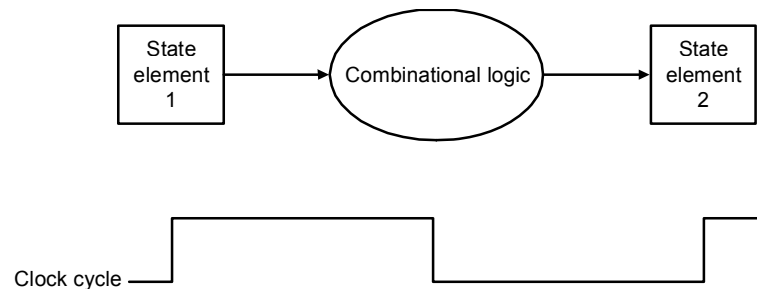 State
element
1
Combinational logic
State
element
2
Clock cycle